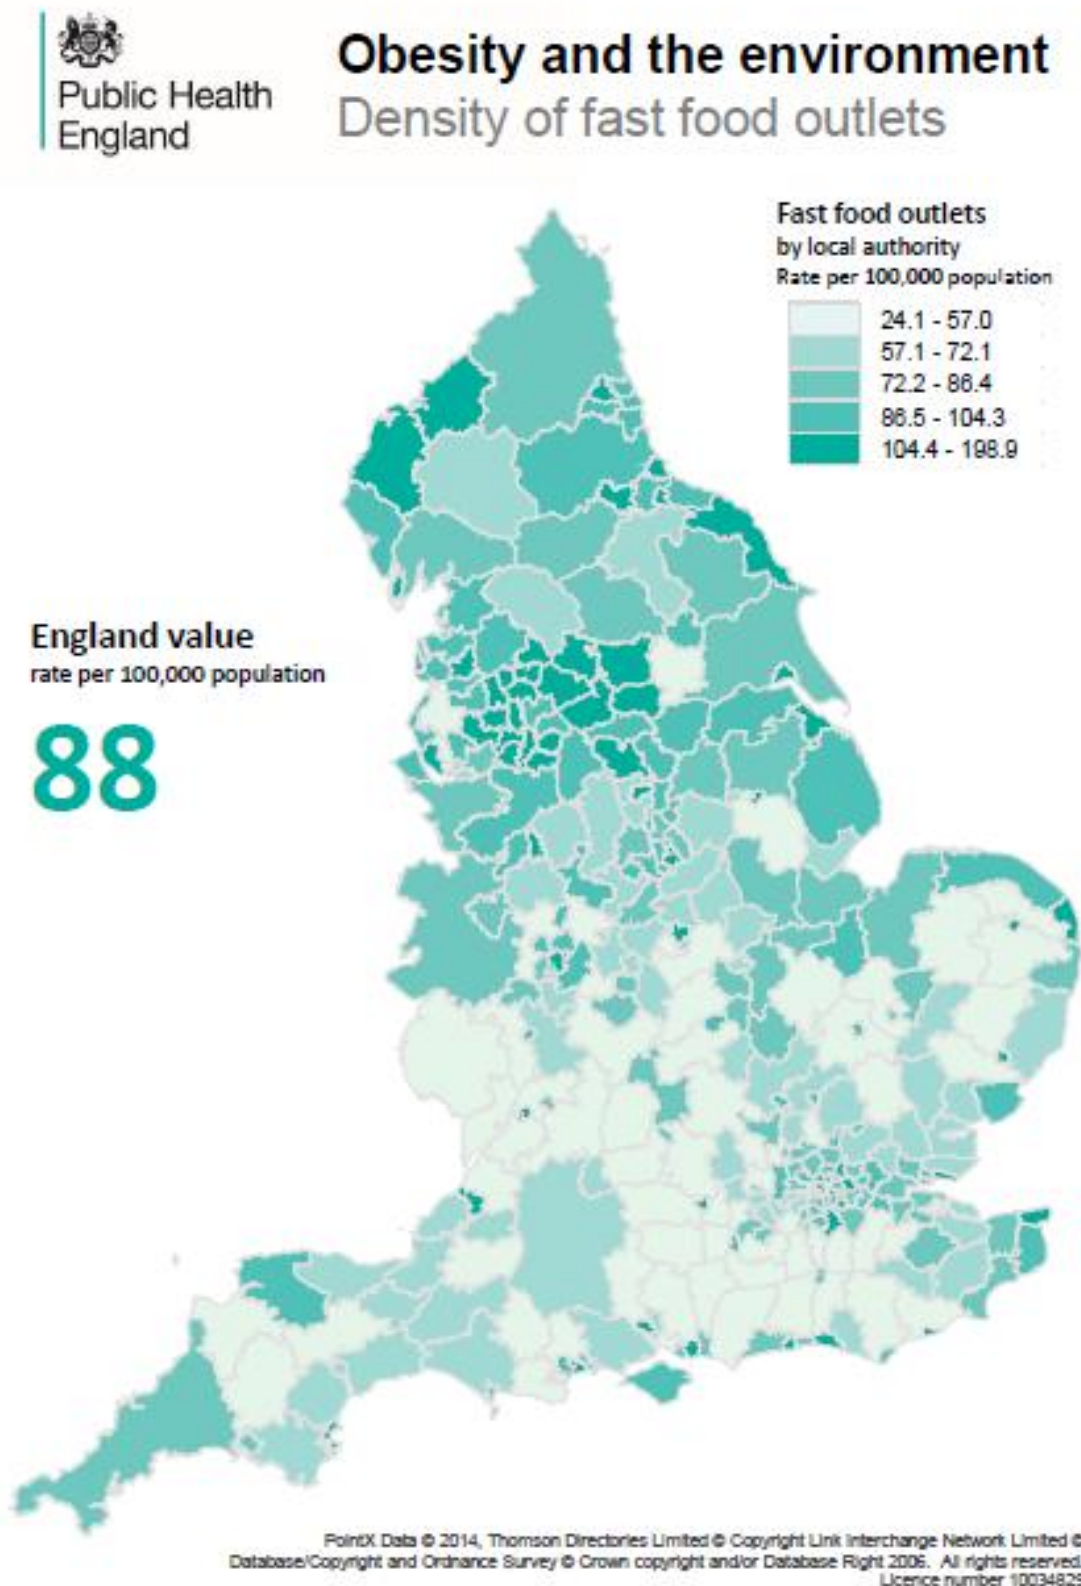 Public Health
England
Obesity and the environment
Density of fast food outlets
Fast food outlets
by local authority
Rate per 100,000 population
24.1 - 57.0
57.1 - 72.1
72.2 - 86.4
86.5 - 104.3
104.4 - 198.9
England value
rate per 100,000 population
88
PointX Data © 2014, Thomson Directories Limited © Copyright Link Interchange Network Limited ©
Database/Copyright and Ordnance Survey © Crown copyright and/or Database Right 2006. All rights reserved.
Licence number 10034829